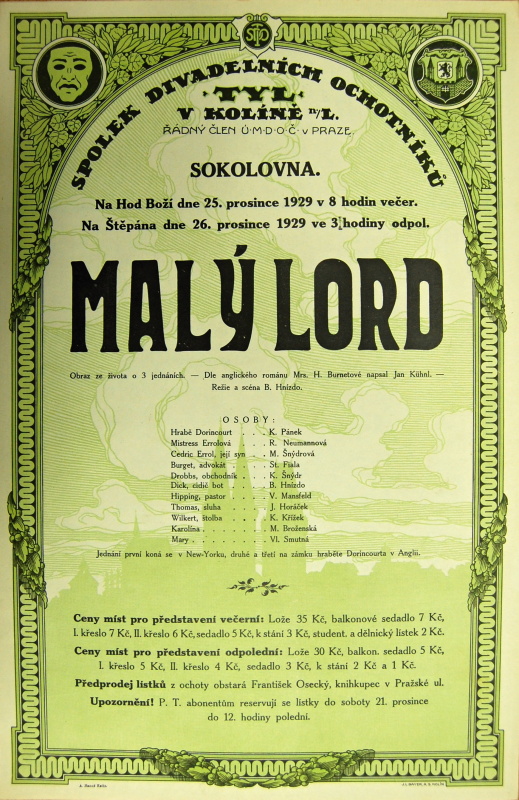 SPOLEK DIVADELNÍCH OCHOTNÍKŮ
TYL
V KOLÍNĚ n/L.
ŘÁDNÝ ČLEN Ú·M·D·O·Č· v PRAZE.
SOKOLOVNA.
Na Hod Boží dne 25. prosince 1929 v 8 hodin večer.
Na Štěpána dne 26. prosince 1929 ve 3½ hodiny odpol.
MALÝ LORD
Obraz ze života o 3 jednáních. — Dle anglického románu Mrs. H. Burnetové napsal Jan Kühnl. —
Režie a scéna B. Hnízdo.
OSOBY:
Hrabě Dorincourt . . . K. Pánek
Mistress Errolová . . . R. Neumannová
Cedric Errol, její syn . . M. Šnýdrová
Burget, advokát . . . . St. Fiala
Drobbs, obchodník . . . K. Šnýdr
Dick, cídič bot . . . . . B. Hnízdo
Hipping, pastor . . . . V. Mansfeld
Thomas, sluha . . . . J. Horáček
Wilkert, štolba . . . . K. Křížek
Karolína . . . . . . . M. Broženská
Mary . . . . . . . . Vl. Smutná
Jednání první koná se v New-Yorku, druhé a třetí na zámku hraběte Dorincourta v Anglii.
Ceny míst pro představení večerní: Lože 35 Kč, balkonové sedadlo 7 Kč,
I. křeslo 7 Kč, II. křeslo 6 Kč, sedadlo 5 Kč, k stání 3 Kč, student. a dělnický lístek 2 Kč.
Ceny míst pro představení odpolední: Lože 30 Kč, balkon. sedadlo 5 Kč,
I. křeslo 5 Kč, II. křeslo 4 Kč, sedadlo 3 Kč, k stání 2 Kč a 1 Kč.
Předprodej lístků z ochoty obstará František Osecký, knihkupec v Pražské ul.
Upozornění! P. T. abonentům reservují se lístky do soboty 21. prosince
do 12. hodiny polední.